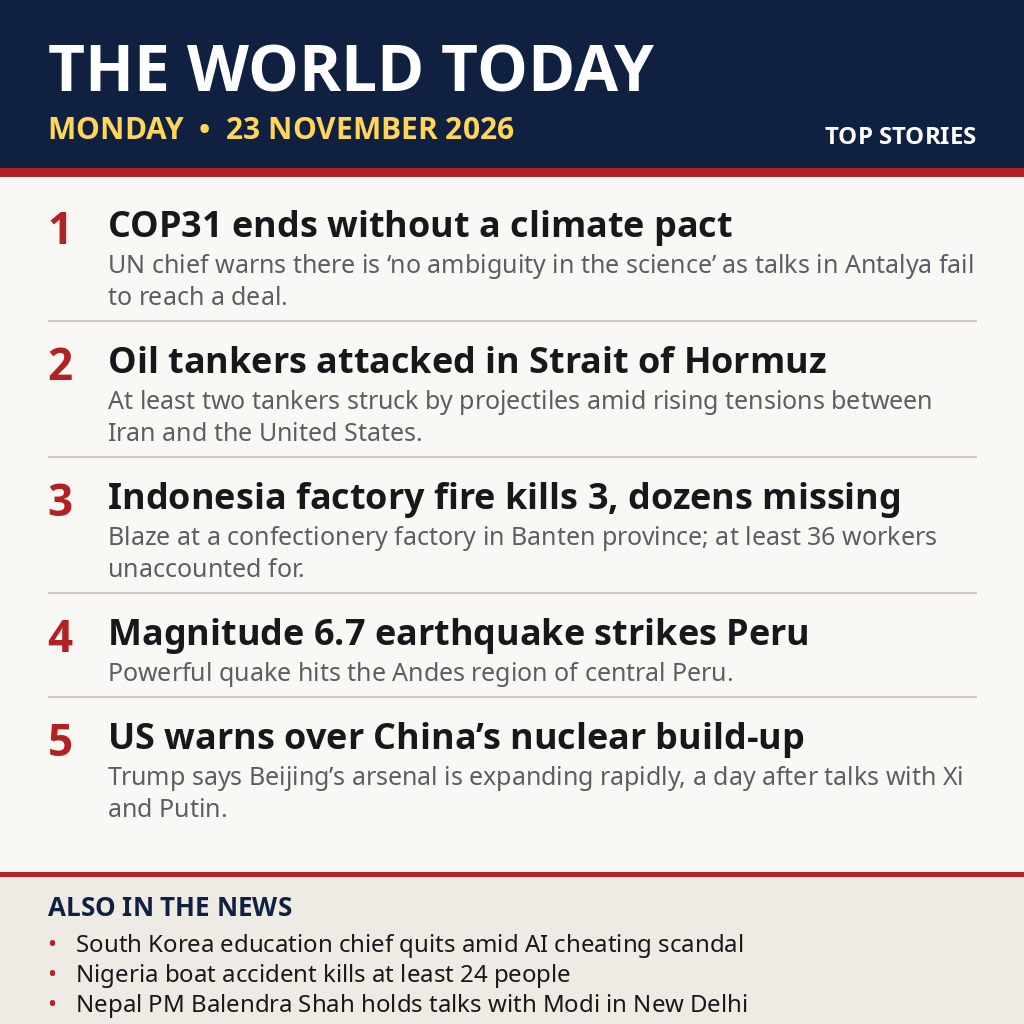 THE WORLD TODAY
MONDAY • 23 NOVEMBER 2026
TOP STORIES
1 COP31 ends without a climate pact
UN chief warns there is ‘no ambiguity in the science’ as talks in Antalya fail
to reach a deal.
2 Oil tankers attacked in Strait of Hormuz
At least two tankers struck by projectiles amid rising tensions between
Iran and the United States.
3 Indonesia factory fire kills 3, dozens missing
Blaze at a confectionery factory in Banten province; at least 36 workers
unaccounted for.
4 Magnitude 6.7 earthquake strikes Peru
Powerful quake hits the Andes region of central Peru.
5 US warns over China’s nuclear build-up
Trump says Beijing’s arsenal is expanding rapidly, a day after talks with Xi
and Putin.
ALSO IN THE NEWS
• South Korea education chief quits amid AI cheating scandal
• Nigeria boat accident kills at least 24 people
• Nepal PM Balendra Shah holds talks with Modi in New Delhi